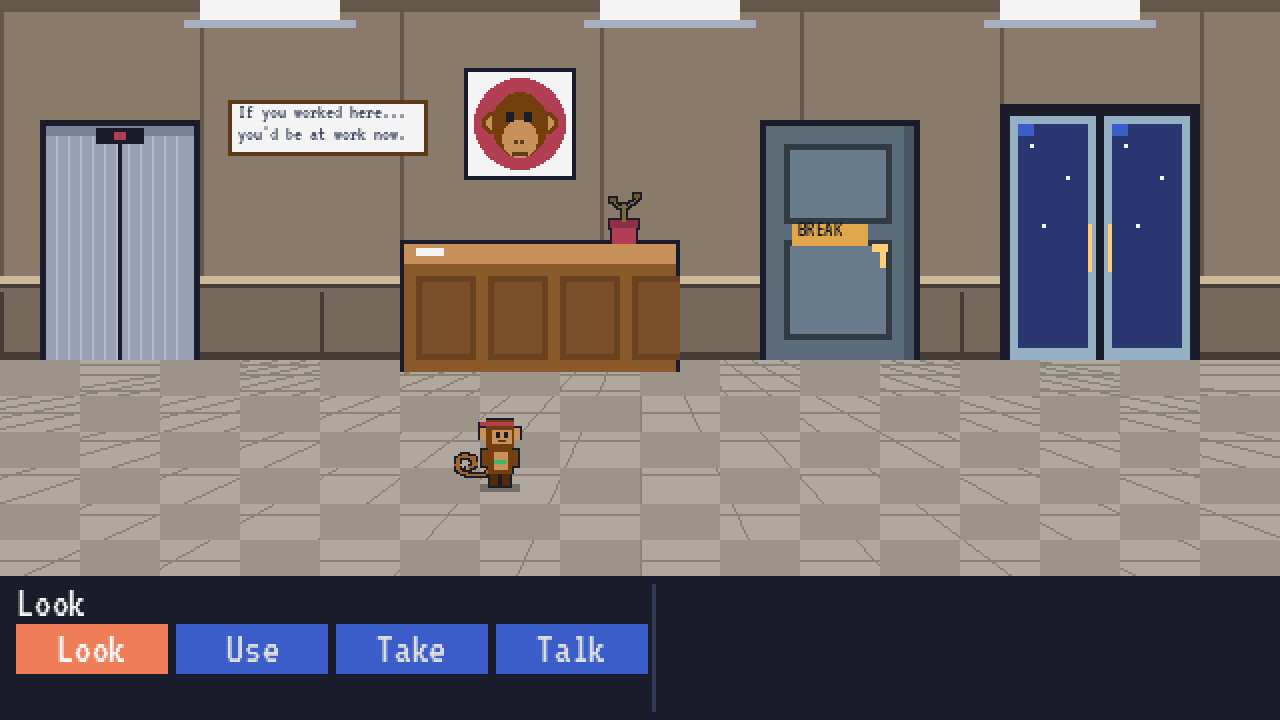 If you worked here...
you'd be at work now.
BREAK
Look
Look
Use
Take
Talk